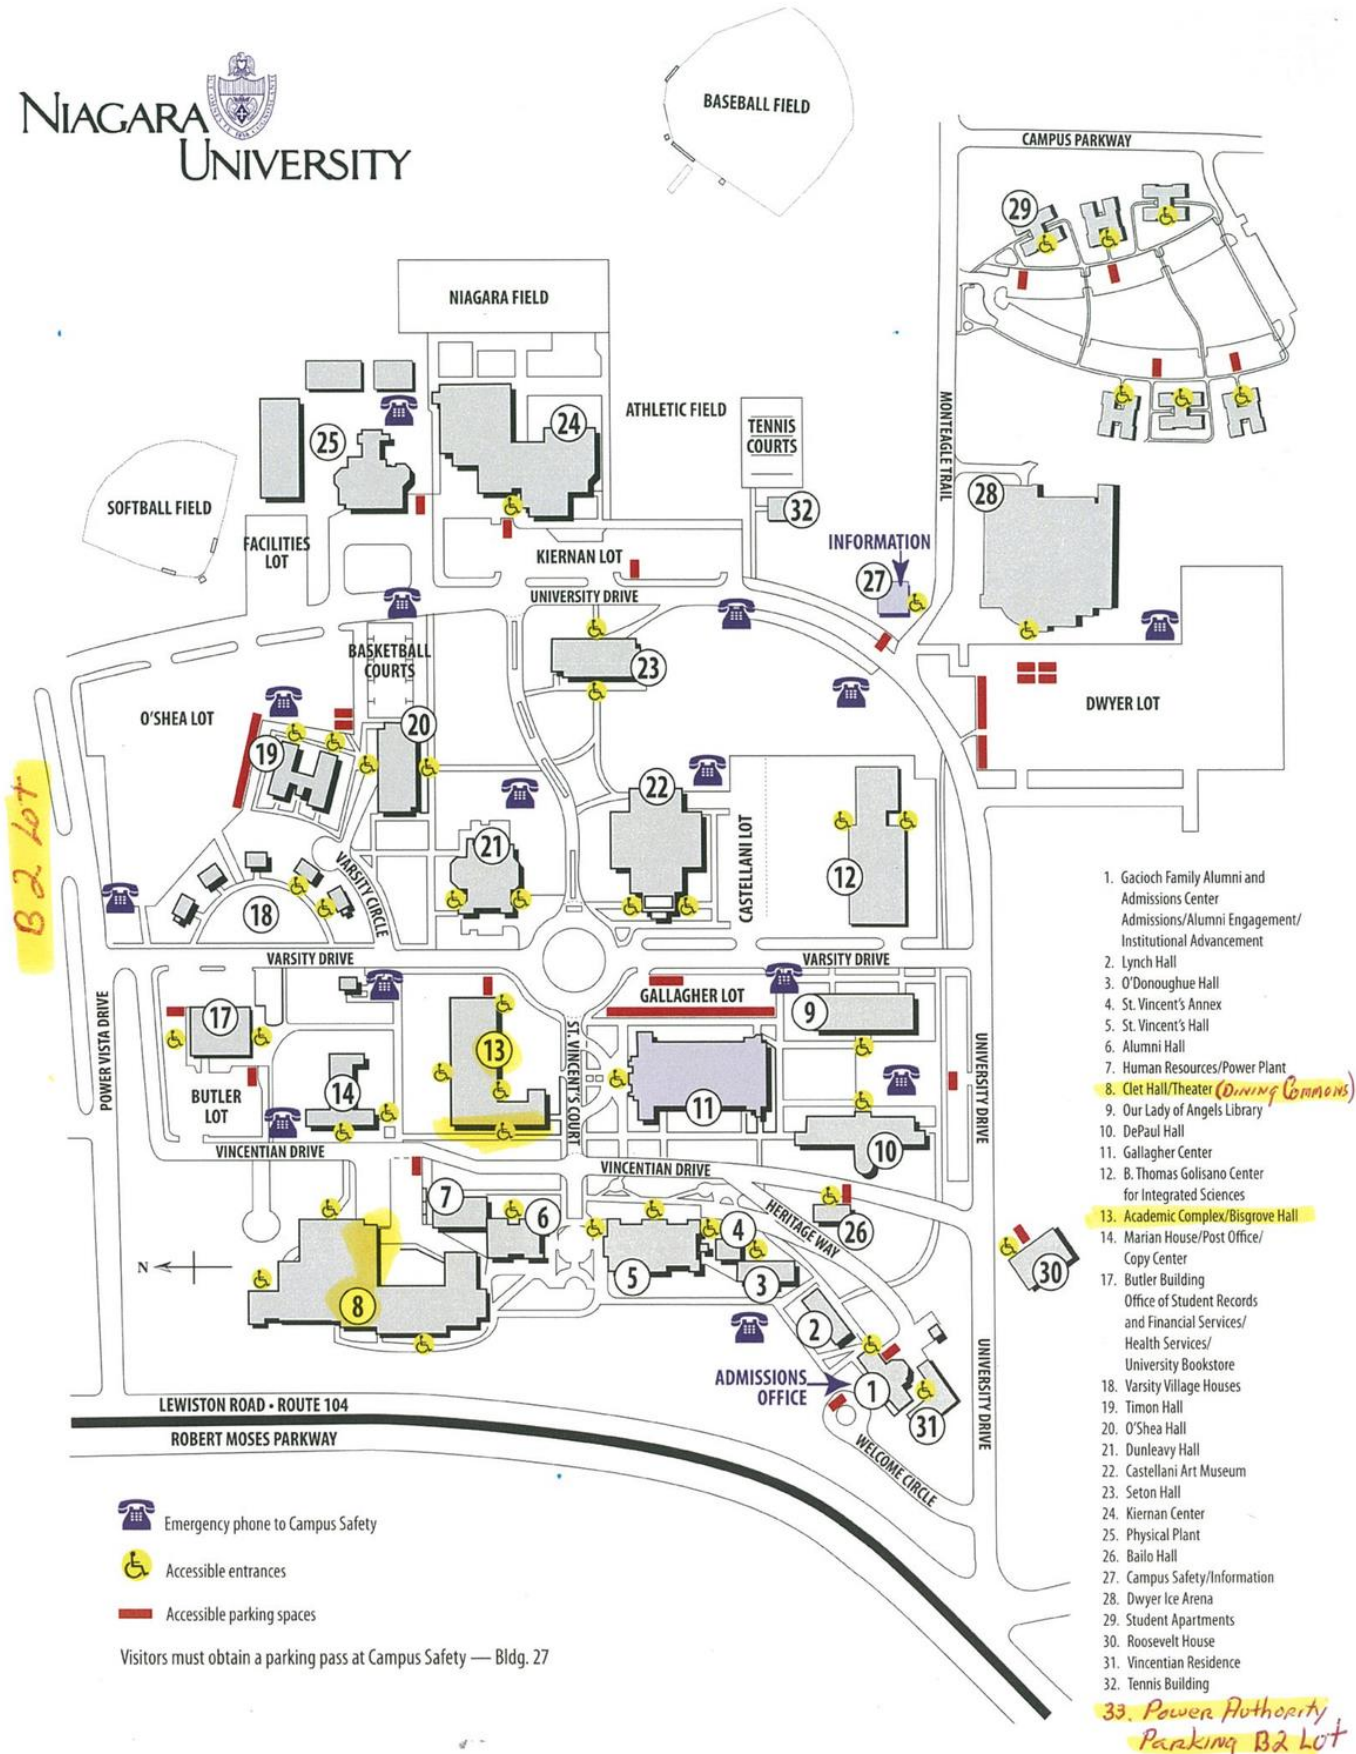 NIAGARA
UNIVERSITY
BASEBALL FIELD
CAMPUS PARKWAY
29
NIAGARA FIELD
MONTEAGLE TRAIL
ATHLETIC FIELD
TENNIS
COURTS
24
25
28
SOFTBALL FIELD
32
FACILITIES
LOT
KIERNAN LOT
INFORMATION
27
UNIVERSITY DRIVE
BASKETBALL
COURTS
23
O'SHEA LOT
DWYER LOT
20
19
22
B2 Lot
21
VARSITY CIRCLE
CASTELLANI LOT
12
18
VARSITY DRIVE
VARSITY DRIVE
GALLAGHER LOT
POWER VISTA DRIVE
17
9
ST. VINCENT'S COURT
13
UNIVERSITY DRIVE
BUTLER
LOT
14
11
VINCENTIAN DRIVE
10
VINCENTIAN DRIVE
7
6
HERITAGE WAY
4
26
N
8
5
3
30
2
ADMISSIONS
OFFICE
1
31
UNIVERSITY DRIVE
LEWISTON ROAD • ROUTE 104
ROBERT MOSES PARKWAY
WELCOME CIRCLE
Emergency phone to Campus Safety
Accessible entrances
Accessible parking spaces
Visitors must obtain a parking pass at Campus Safety — Bldg. 27
1. Gacioch Family Alumni and
Admissions Center
Admissions/Alumni Engagement/
Institutional Advancement
2. Lynch Hall
3. O'Donoughue Hall
4. St. Vincent's Annex
5. St. Vincent's Hall
6. Alumni Hall
7. Human Resources/Power Plant
8. Clet Hall/Theater (DINING COMMONS)
9. Our Lady of Angels Library
10. DePaul Hall
11. Gallagher Center
12. B. Thomas Golisano Center
for Integrated Sciences
13. Academic Complex/Bisgrove Hall
14. Marian House/Post Office/
Copy Center
17. Butler Building
Office of Student Records
and Financial Services/
Health Services/
University Bookstore
18. Varsity Village Houses
19. Timon Hall
20. O'Shea Hall
21. Dunleavy Hall
22. Castellani Art Museum
23. Seton Hall
24. Kiernan Center
25. Physical Plant
26. Bailo Hall
27. Campus Safety/Information
28. Dwyer Ice Arena
29. Student Apartments
30. Roosevelt House
31. Vincentian Residence
32. Tennis Building
33. Power Authority
Parking B2 Lot